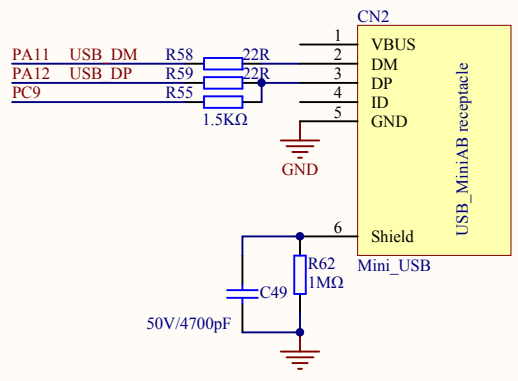 CN2
1 VBUS
PA11 USB_DM R58 22R 2 DM
PA12 USB_DP R59 22R 3 DP
PC9 R55 4 ID
1.5KΩ 5 GND
GND
USB_MiniAB receptacle
6 Shield
R62 Mini_USB
C49 1MΩ
50V/4700pF